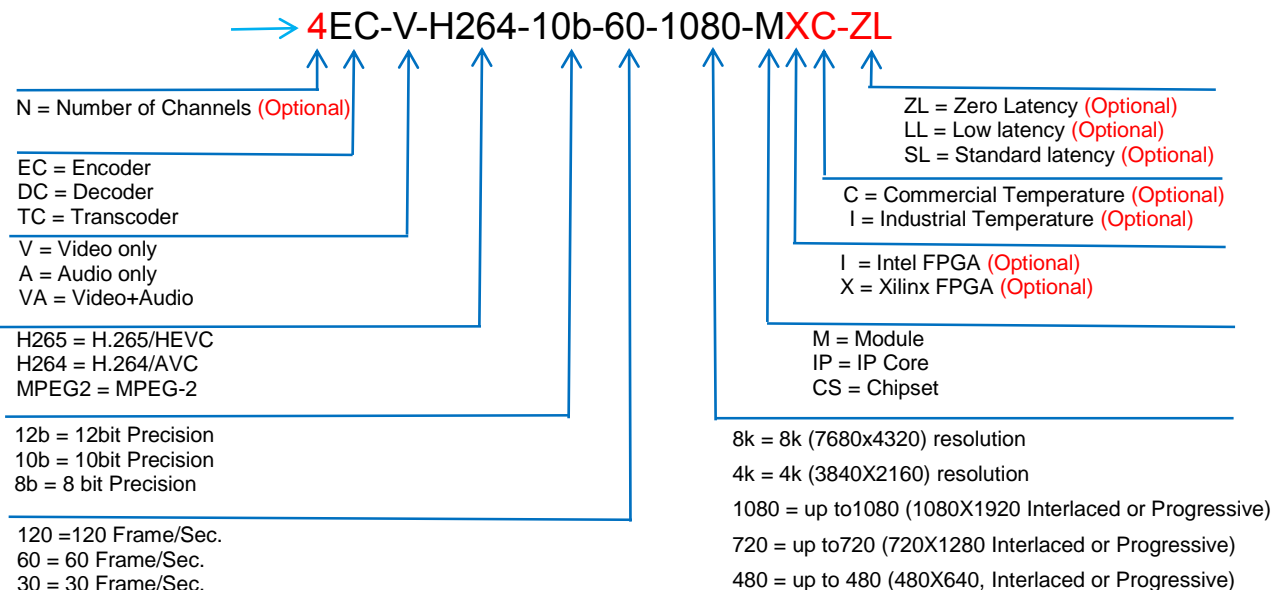 4EC-V-H264-10b-60-1080-MXC-ZL
N = Number of Channels (Optional)
EC = Encoder
DC = Decoder
TC = Transcoder
V = Video only
A = Audio only
VA = Video+Audio
H265 = H.265/HEVC
H264 = H.264/AVC
MPEG2 = MPEG-2
12b = 12bit Precision
10b = 10bit Precision
8b = 8 bit Precision
120 =120 Frame/Sec.
60 = 60 Frame/Sec.
30 = 30 Frame/Sec.
ZL = Zero Latency (Optional)
LL = Low latency (Optional)
SL = Standard latency (Optional)
C = Commercial Temperature (Optional)
I = Industrial Temperature (Optional)
I = Intel FPGA (Optional)
X = Xilinx FPGA (Optional)
M = Module
IP = IP Core
CS = Chipset
8k = 8k (7680x4320) resolution
4k = 4k (3840X2160) resolution
1080 = up to1080 (1080X1920 Interlaced or Progressive)
720 = up to720 (720X1280 Interlaced or Progressive)
480 = up to 480 (480X640, Interlaced or Progressive)